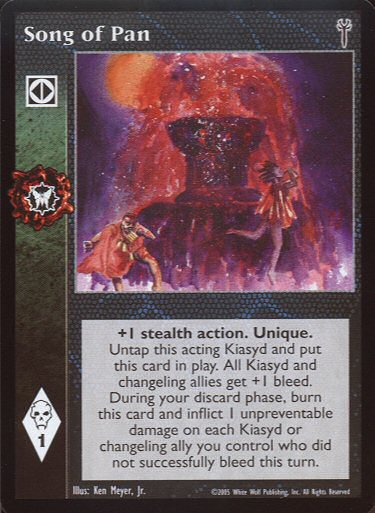 Song of Pan
+1 stealth action. Unique.
Untap this acting Kiasyd and put
this card in play. All Kiasyd and
changeling allies get +1 bleed.
During your discard phase, burn
this card and inflict 1 unpreventable
damage on each Kiasyd or
changeling ally you control who did
not successfully bleed this turn.
1
Illus: Ken Meyer, Jr.
©2005 White Wolf Publishing, Inc. All Rights Reserved